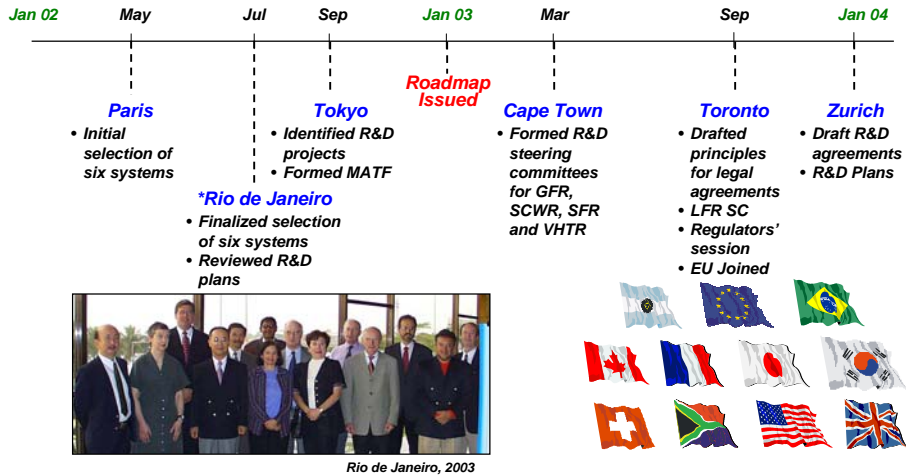 Jan 02
May
Jul
Sep
Jan 03
Mar
Sep
Jan 04
Paris
• Initial
selection of
six systems
*Rio de Janeiro
• Finalized selection
of six systems
• Reviewed R&D
plans
Tokyo
• Identified R&D
projects
• Formed MATF
Roadmap
Issued
Cape Town
• Formed R&D
steering
committees
for GFR,
SCWR, SFR
and VHTR
Toronto
• Drafted
principles
for legal
agreements
• LFR SC
• Regulators'
session
• EU Joined
Zurich
• Draft R&D
agreements
• R&D Plans
Rio de Janeiro, 2003